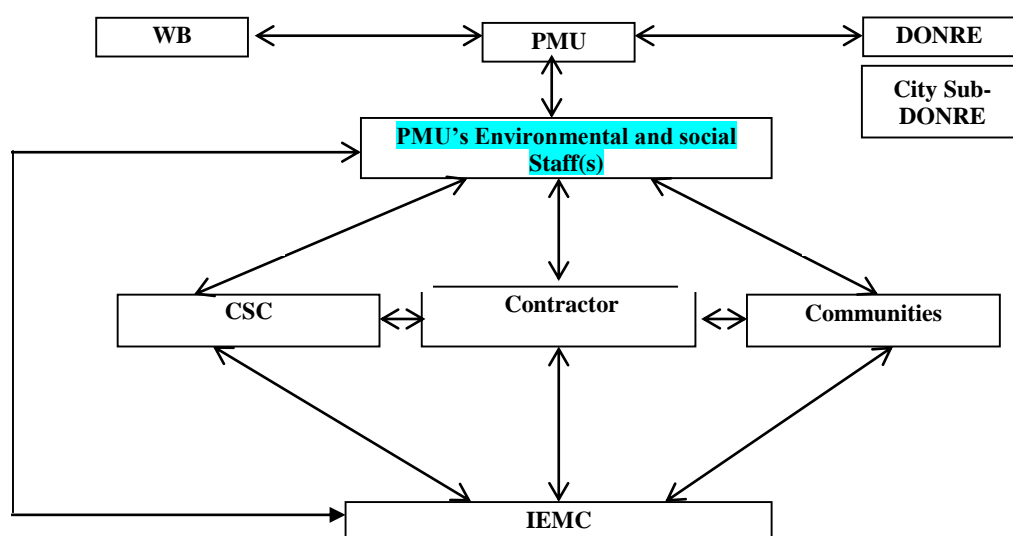 WB
PMU
DONRE
City Sub-
DONRE
PMU's Environmental and social
Staff(s)
CSC
Contractor
Communities
IEMC